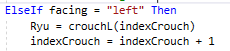 ElseIf facing = "left" Then
Ryu = crouchL(indexCrouch)
indexCrouch = indexCrouch + 1